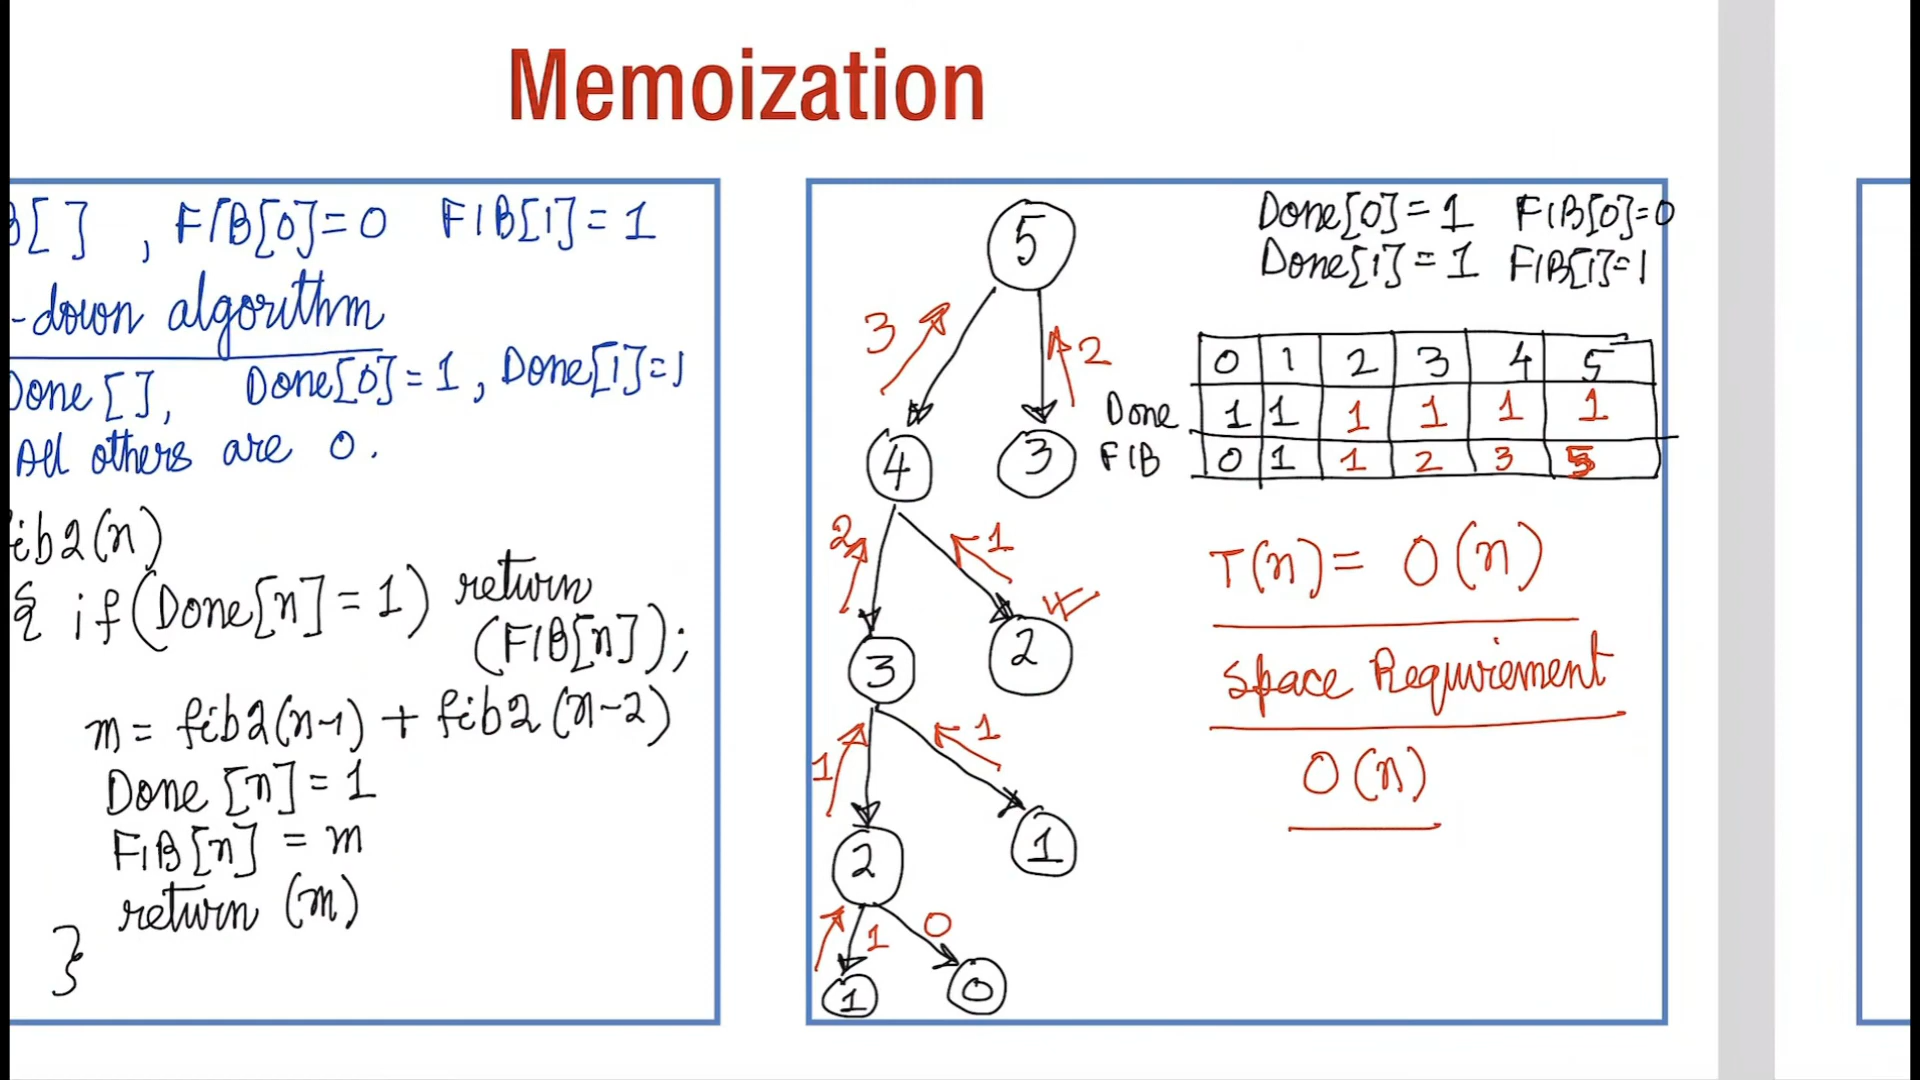 Memoization
B[ ] , FIB[0]=0 FIB[1]=1
-down algorithm
Done[ ], Done[0]=1, Done[1]=1
All others are 0.
fib2(n)
{ if(Done[n]=1) return
(FIB[n]);
m= fib2(n-1) + fib2(n-2)
Done [n]=1
FIB[n] = m
return (m)
}
Done[0]=1 FIB[0]=0
Done[1]=1 FIB[1]=1
5
3 2
4 3
2 1
3 2
1 1
2 1
1 0
1 0
0 1 2 3 4 5
Done 1 1 1 1 1 1
FIB 0 1 1 2 3 5
T(n)= O(n)
Space Requirement
O(n)